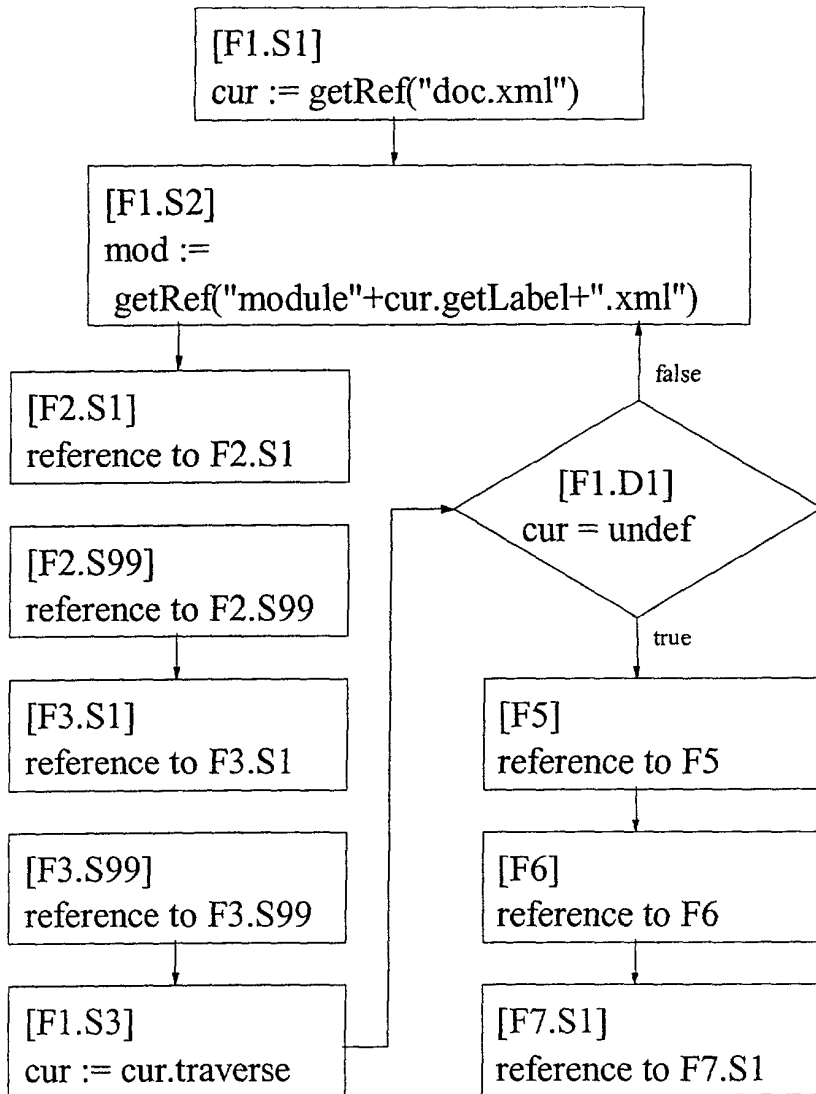 [F1.S1]
cur := getRef("doc.xml")
[F1.S2]
mod :=
getRef("module"+cur.getLabel+".xml")
[F2.S1]
reference to F2.S1
[F2.S99]
reference to F2.S99
[F3.S1]
reference to F3.S1
[F3.S99]
reference to F3.S99
[F1.S3]
cur := cur.traverse
false
[F1.D1]
cur = undef
true
[F5]
reference to F5
[F6]
reference to F6
[F7.S1]
reference to F7.S1